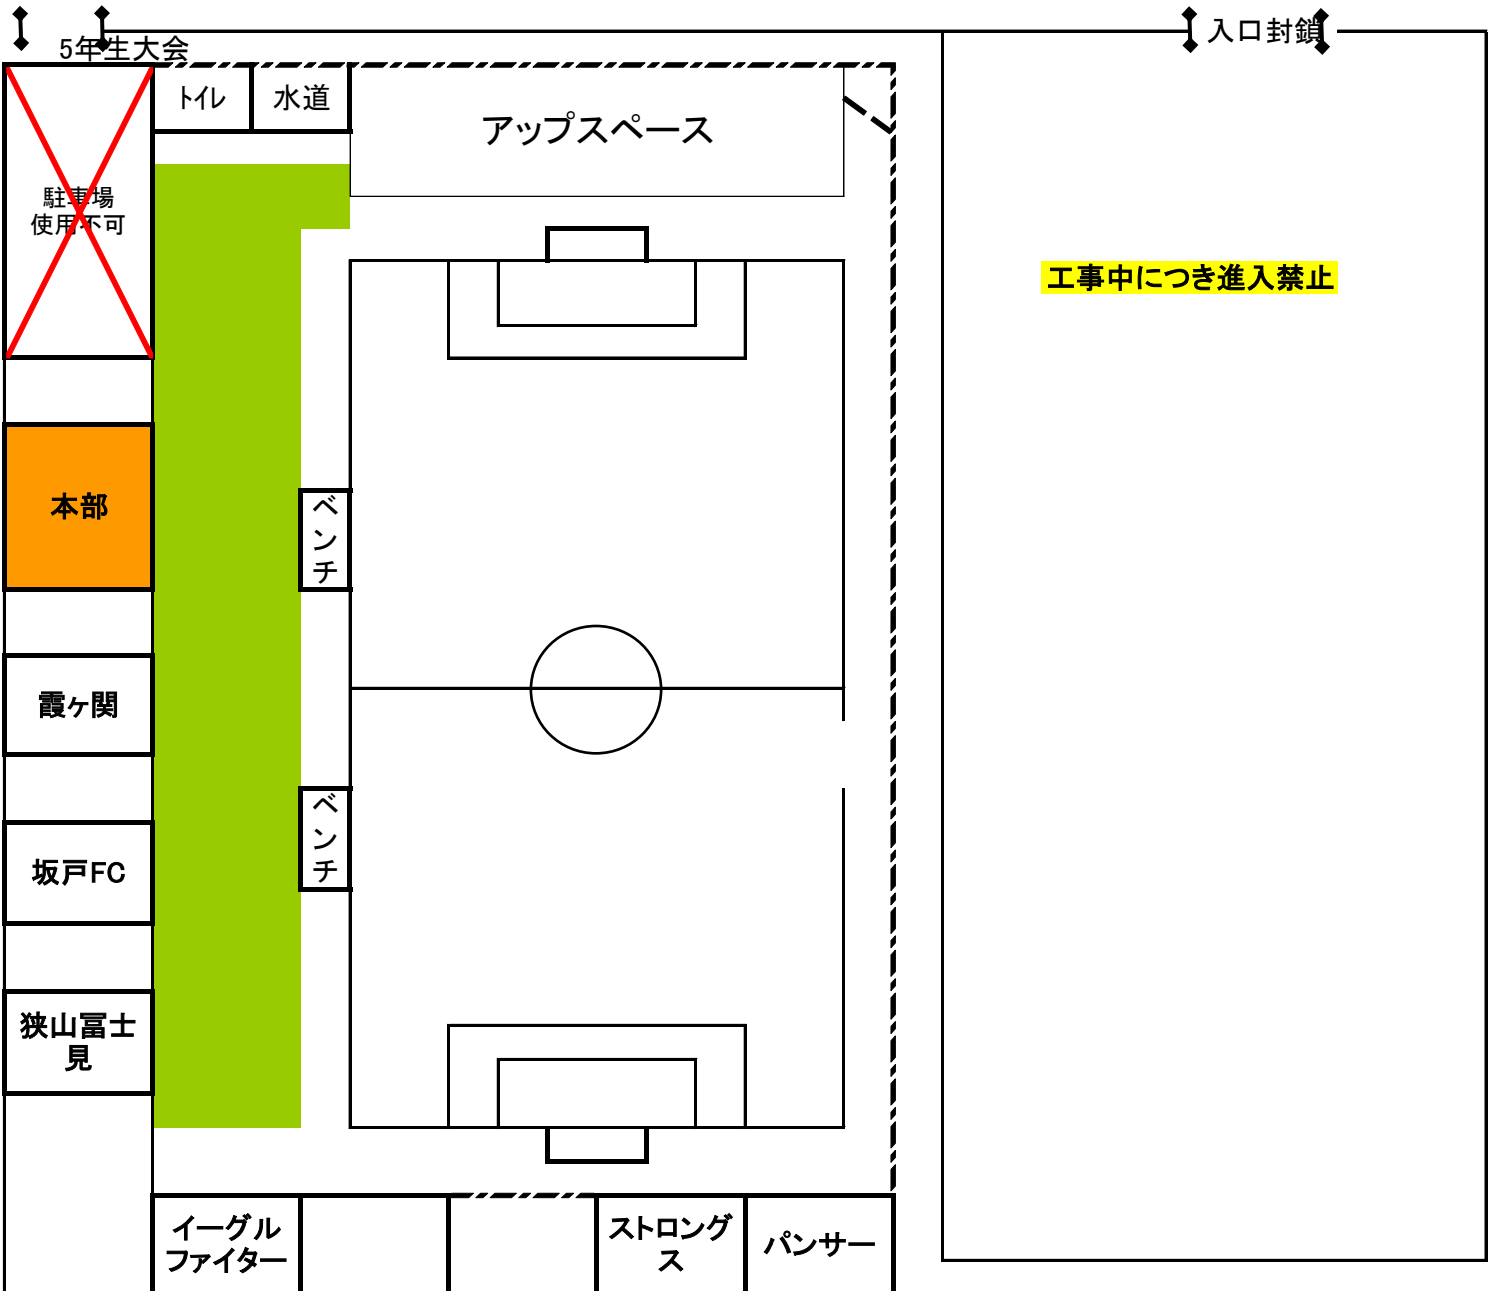 入口封鎖
5年生大会
トイレ
水道
アップスペース
駐車場
使用不可
工事中につき進入禁止
本部
ベンチ
霞ヶ関
ベンチ
坂戸FC
狭山冨士
見
イーグル
ファイター
ストロング
ス
パンサー